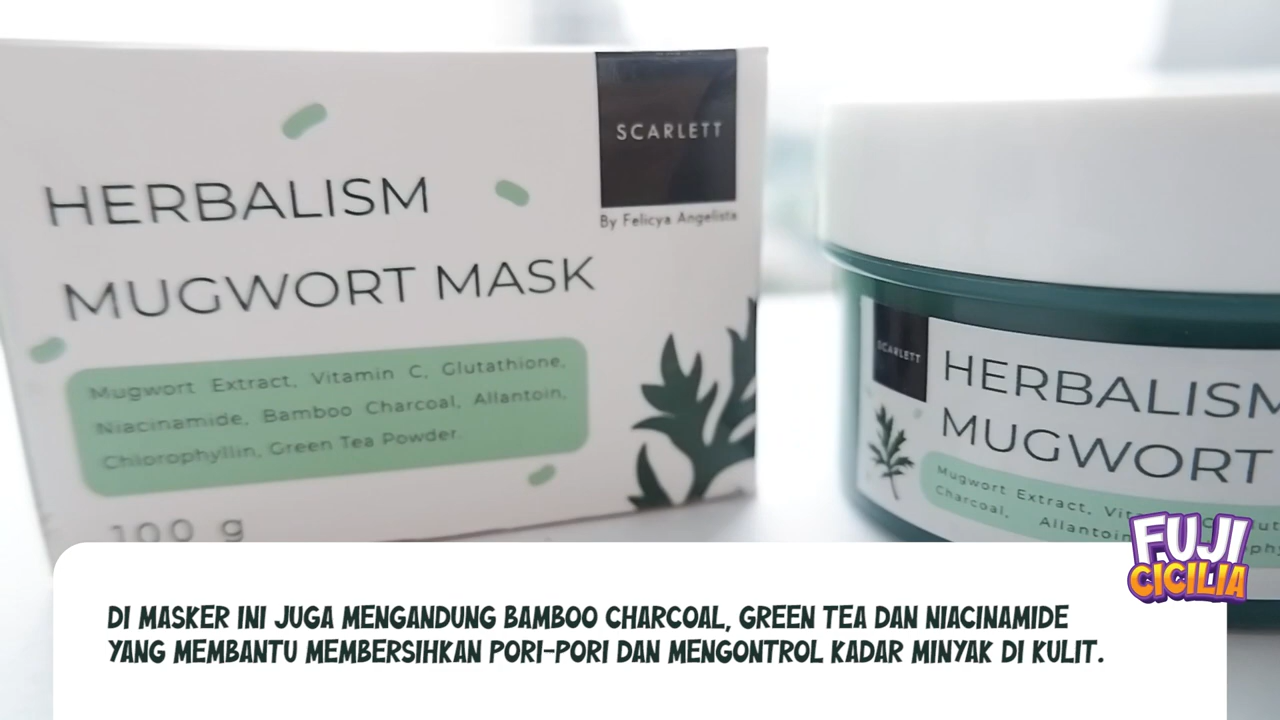 SCARLETT
By Felicya Angelista
HERBALISM
MUGWORT MASK
Mugwort Extract, Vitamin C, Glutathione,
Niacinamide, Bamboo Charcoal, Allantoin,
Chlorophyllin, Green Tea Powder.
100 g
SCARLETT
HERBALISM
MUGWORT
Mugwort Extract,
Charcoal, Allantoin
FUJI
CICILIA
DI MASKER INI JUGA MENGANDUNG BAMBOO CHARCOAL, GREEN TEA DAN NIACINAMIDE
YANG MEMBANTU MEMBERSIHKAN PORI-PORI DAN MENGONTROL KADAR MINYAK DI KULIT.